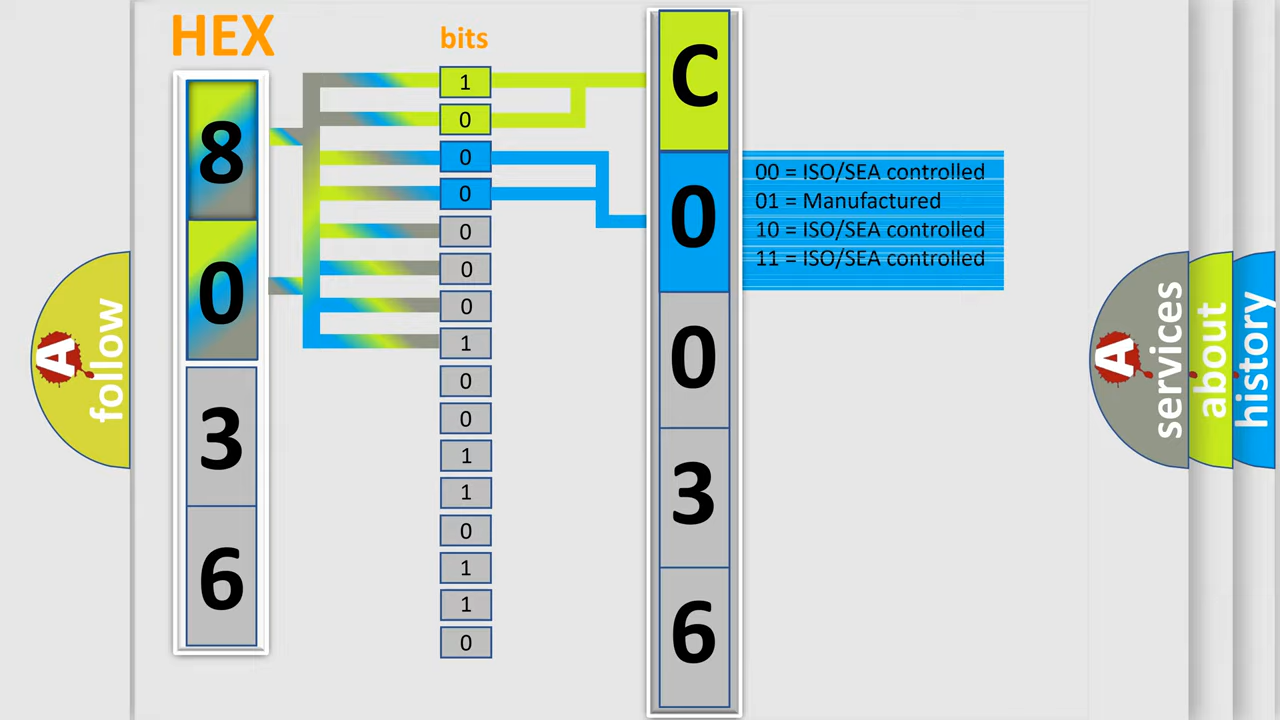 HEX
bits
8
0
3
6
1
0
0
0
0
0
0
1
0
0
1
1
0
1
1
0
C
0
0
3
6
00 = ISO/SEA controlled
01 = Manufactured
10 = ISO/SEA controlled
11 = ISO/SEA controlled
A
follow
A
services
about
history